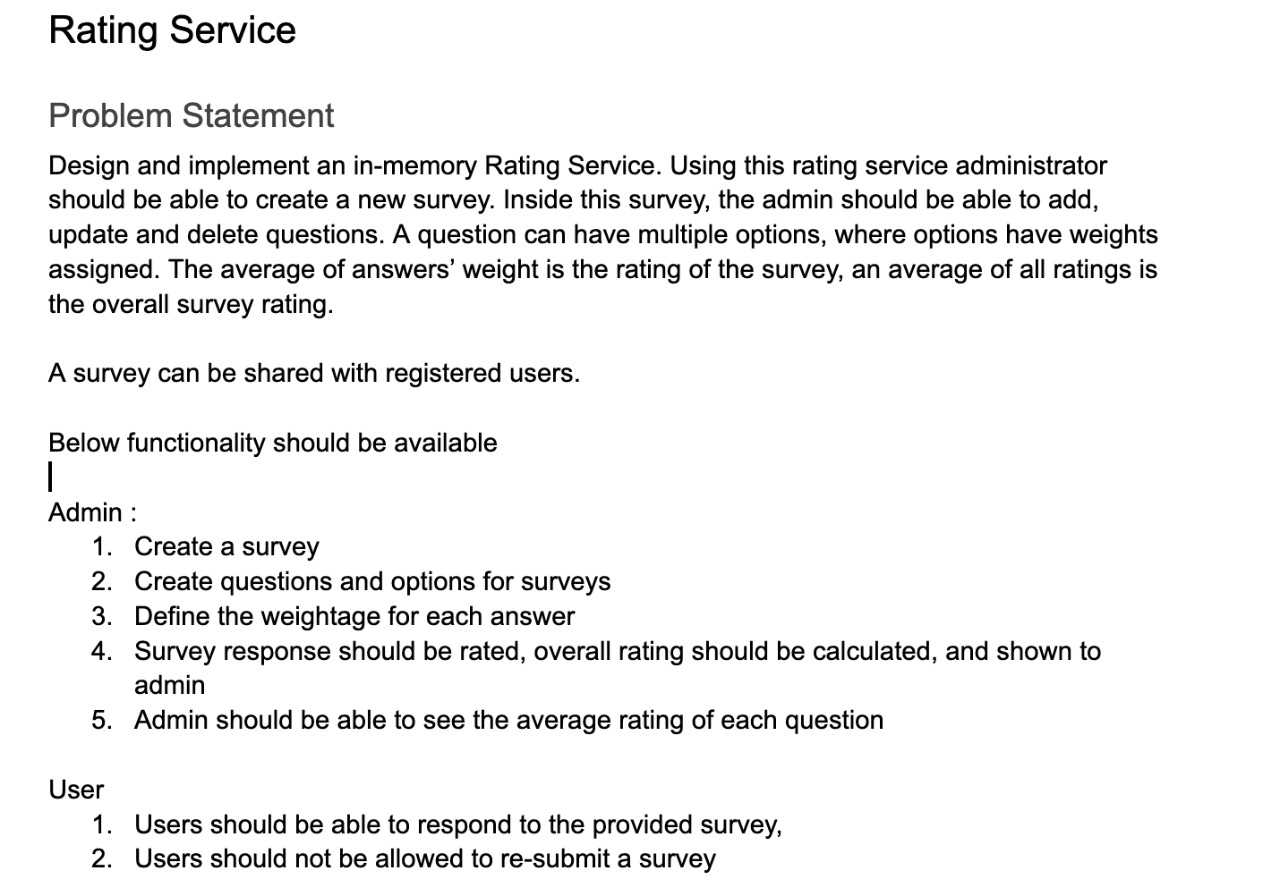 Rating Service
Problem Statement
Design and implement an in-memory Rating Service. Using this rating service administrator
should be able to create a new survey. Inside this survey, the admin should be able to add,
update and delete questions. A question can have multiple options, where options have weights
assigned. The average of answers’ weight is the rating of the survey, an average of all ratings is
the overall survey rating.
A survey can be shared with registered users.
Below functionality should be available
Admin :
1. Create a survey
2. Create questions and options for surveys
3. Define the weightage for each answer
4. Survey response should be rated, overall rating should be calculated, and shown to
admin
5. Admin should be able to see the average rating of each question
User
1. Users should be able to respond to the provided survey,
2. Users should not be allowed to re-submit a survey